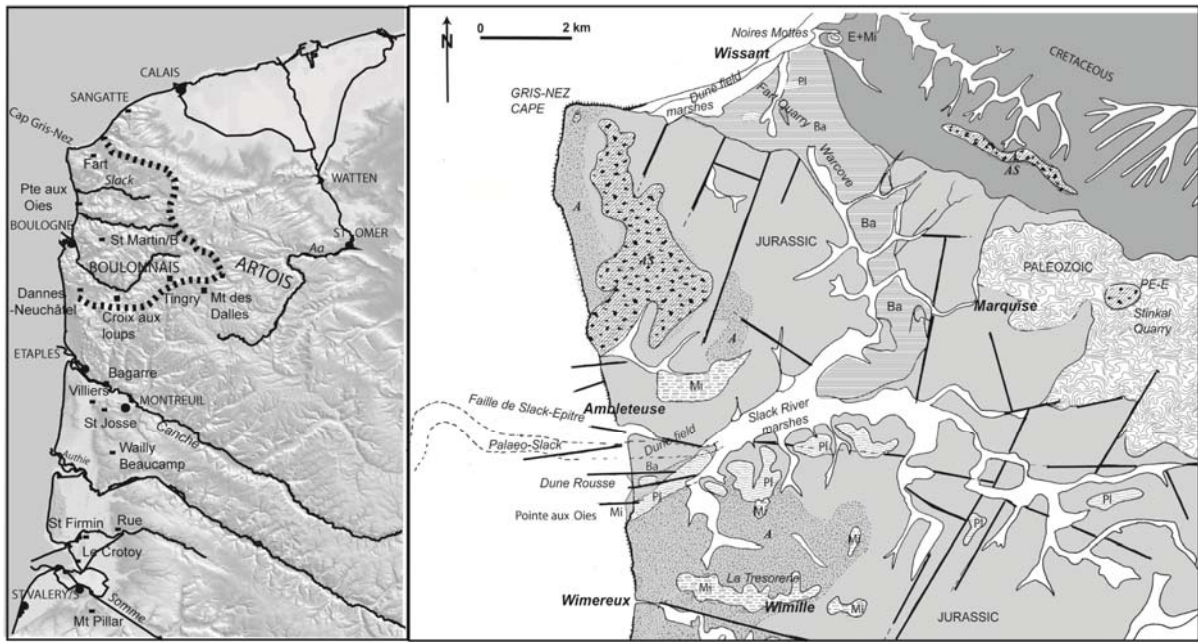 CALAIS
SANGATTE
Cap Gris-Nez
Fart
Slack
WATTEN
Pte aux
Oies
BOULOGNE
St Martin/B
ST OMER
Aa
BOULONNAIS
ARTOIS
Dannes
-Neuchâtel
Tingry
Mt des
Dalles
Croix aux
loups
ETAPLES
Bagarre
Villiers
MONTREUIL
St Josse
Canche
Wailly
Beaucamp
Authie
St Firmin
Rue
Le Crotoy
ST VALERY/S
Somme
Mt Pillar
N
0 2 km
Noires Mottes
Wissant
E+Mi
CRETACEOUS
GRIS-NEZ
CAPE
Dune field
marshes
Fart Quarry
Pl
Ba
Warcove
AS
A
AS
JURASSIC
Ba
PALEOZOIC
PE-E
Stinkal
Quarry
Marquise
Ba
A
Mi
Ambleteuse
Faille de Slack-Epitre
Palaeo-Slack
Dune field
Slack River
marshes
Pl
Ba
Dune Rousse
Pl
Pl
Pl
Pointe aux Oies
Mi
Mi
Pl
A
Mi
La Tresorerie
Mi
Wimereux
Wimille
Mi
JURASSIC